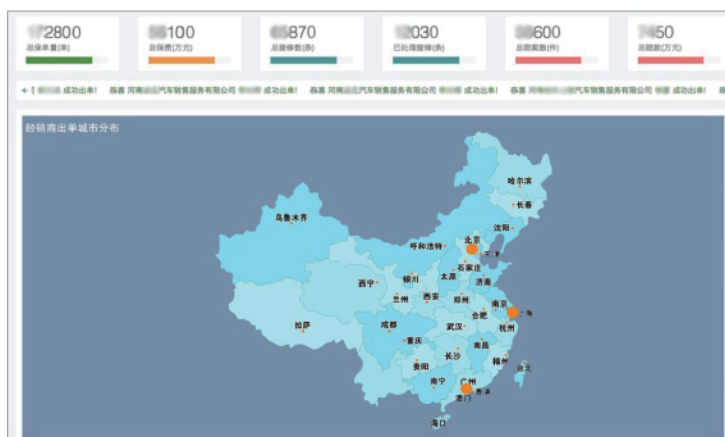 2800
100
870
030
600
50
总保单量(单)
总保费(万元)
总接修数(条)
已处理接修(条)
总赔案数(件)
总赔款(万元)
成功出单!
恭喜 河南
汽车销售服务有限公司
成功出单!
恭喜 河南
汽车销售服务有限公司
成功出单!
恭喜 河南
汽车销售服务有限公司
成功出单!
经销商出单城市分布
哈尔滨
长春
乌鲁木齐
沈阳
呼和浩特
北京
石家庄
银川
太原
西宁
济南
兰州
西安
郑州
南京
合肥
拉萨
成都
武汉
杭州
重庆
南昌
长沙
贵阳
福州
台北
南宁
广州
香港
澳门
海口